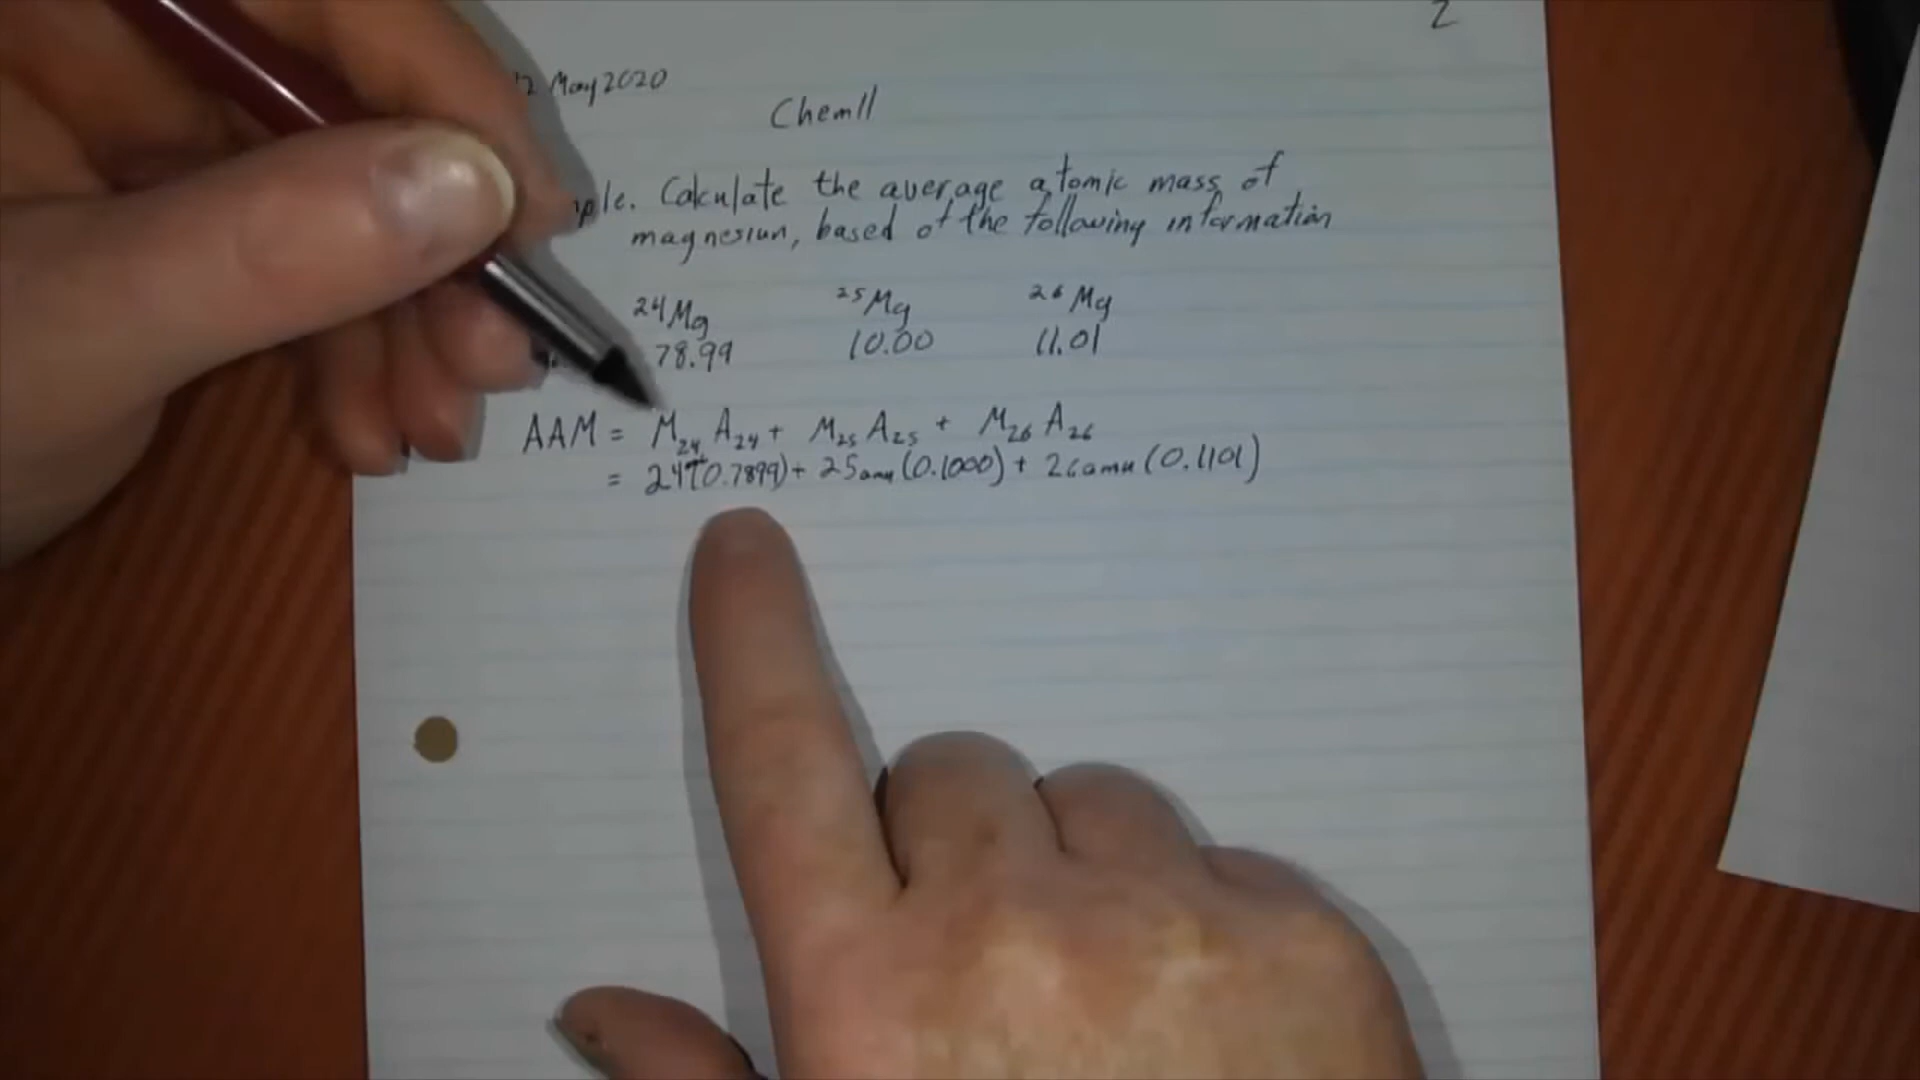 2
May 2020
Chem 11
Calculate the average atomic mass of
magnesium, based of the following information
24Mg 25Mg 26Mg
78.99 10.00 11.01
AAM = M24 A24 + M25 A25 + M26 A26
= 24 (0.7899) + 25amu (0.1000) + 26amu (0.1101)